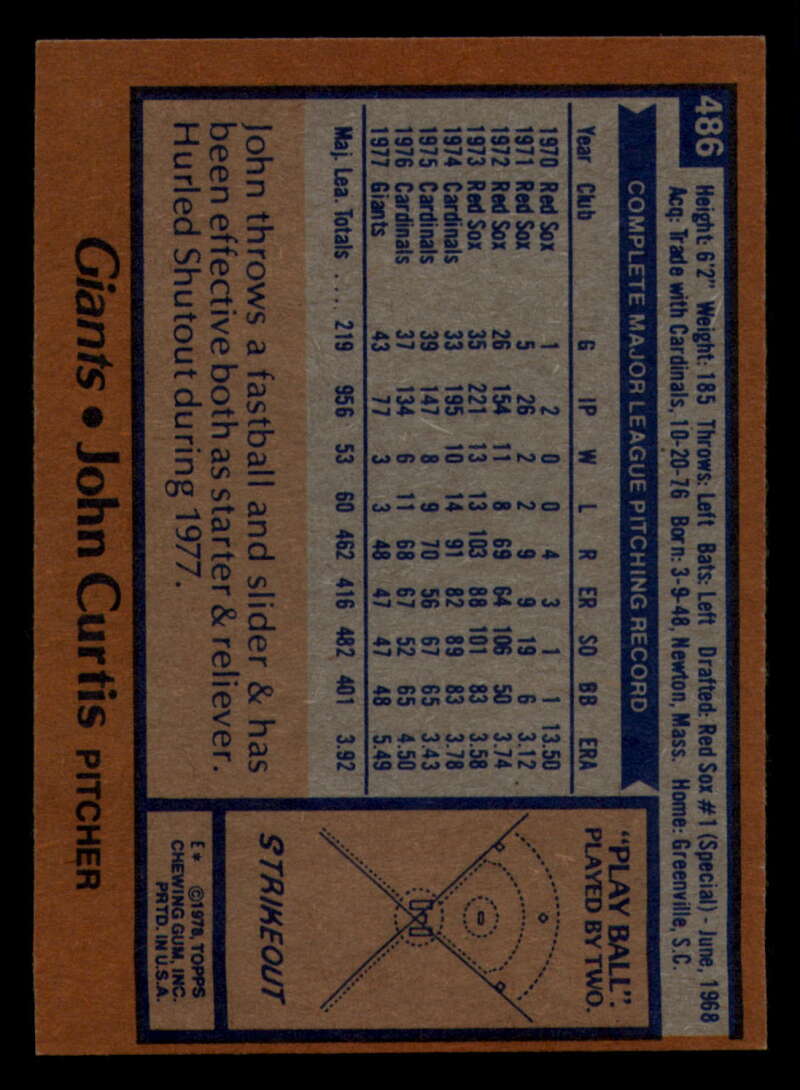 486
Height: 6'2" Weight: 185 Throws: Left Bats: Left Drafted: Red Sox #1 (Special) - June, 1968
Acq: Trade with Cardinals, 10-20-76 Born: 3-9-48, Newton, Mass. Home: Greenville, S.C.
COMPLETE MAJOR LEAGUE PITCHING RECORD
Year Club G IP W L R ER SO BB ERA
1970 Red Sox 1 2 0 0 4 3 1 1 13.50
1971 Red Sox 5 26 2 2 9 9 19 6 3.12
1972 Red Sox 26 154 11 8 69 64 106 50 3.74
1973 Red Sox 35 221 13 13 103 88 101 83 3.58
1974 Cardinals 33 195 10 14 91 82 89 83 3.78
1975 Cardinals 39 147 8 9 70 56 67 65 3.43
1976 Cardinals 37 134 6 11 68 67 52 65 4.50
1977 Giants 43 77 3 3 48 47 47 48 5.49
Maj. Lea. Totals .... 219 956 53 60 462 416 482 401 3.92
John throws a fastball and slider & has
been effective both as starter & reliever.
Hurled Shutout during 1977.
"PLAY BALL".
PLAYED BY TWO.
STRIKEOUT
E* ©1978, TOPPS
CHEWING GUM, INC.
PRTD. IN U.S.A.
Giants • John Curtis PITCHER